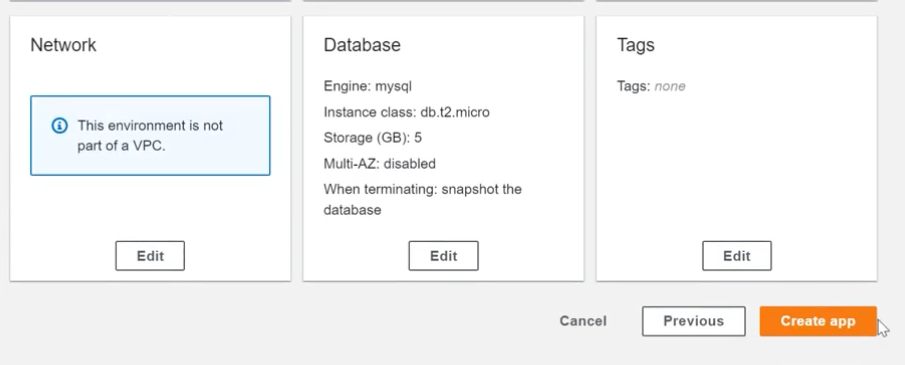 Network
This environment is not
part of a VPC.
Edit
Database
Engine: mysql
Instance class: db.t2.micro
Storage (GB): 5
Multi-AZ: disabled
When terminating: snapshot the
database
Edit
Tags
Tags: none
Edit
Cancel
Previous
Create app